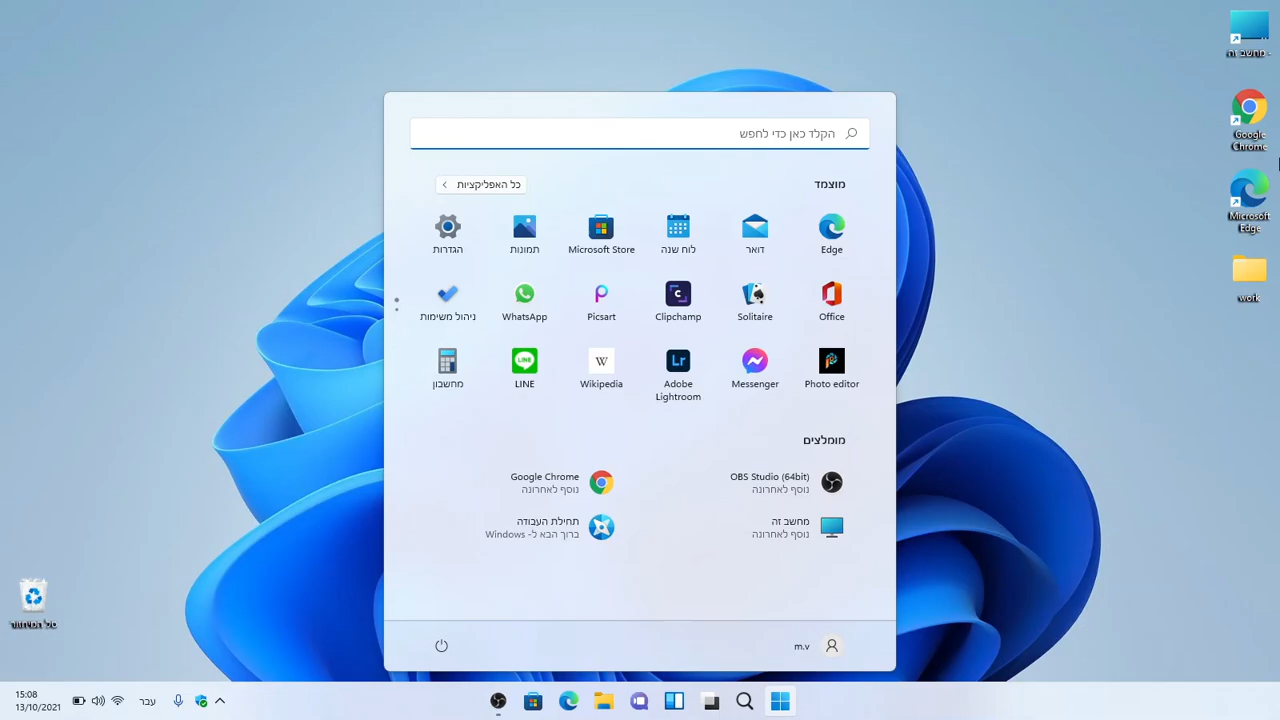 הקלד כאן כדי לחפש
מוצמד
כל האפליקציות
Edge
דואר
לוח שנה
Microsoft Store
תמונות
הגדרות
Office
Solitaire
Clipchamp
Picsart
WhatsApp
ניהול משימות
Photo editor
Messenger
Adobe
Lightroom
Wikipedia
LINE
מחשבון
מומלצים
OBS Studio (64bit)
נוסף לאחרונה
Google Chrome
נוסף לאחרונה
מחשב זה
נוסף לאחרונה
תחילת העבודה
ברוך הבא ל- Windows
m.v
מחשב זה -
Google
Chrome
Microsoft
Edge
work
סל המיחזור
עבר
15:08
13/10/2021